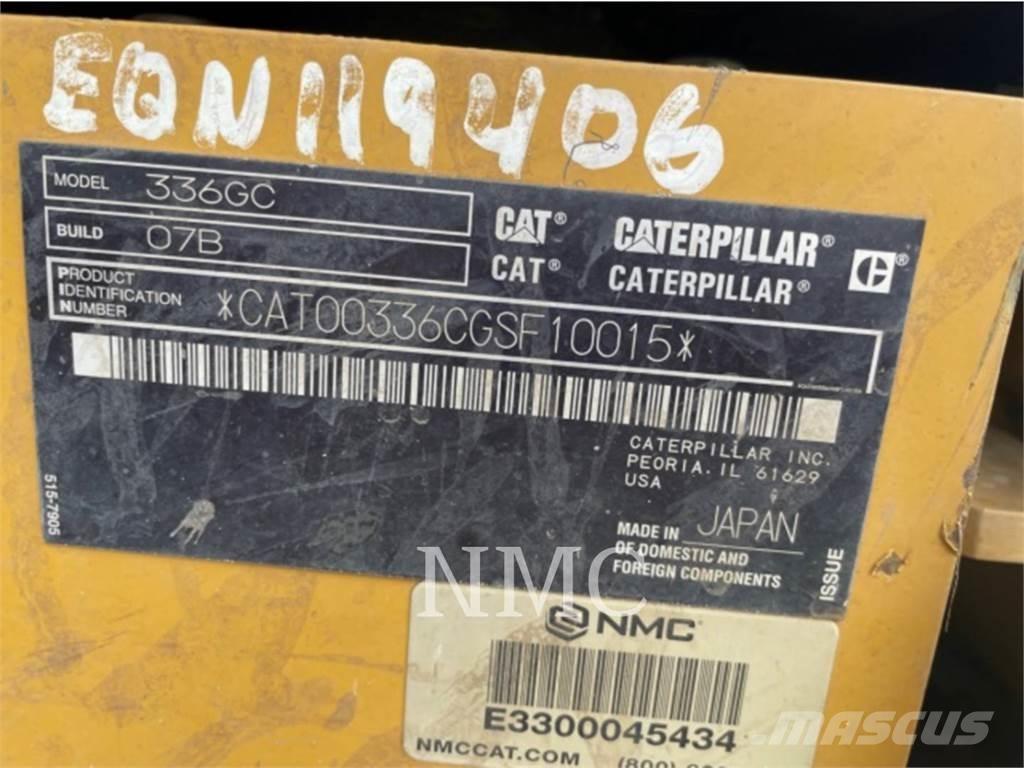 EQN119406
MODEL 336GC
BUILD 07B
CAT® CATERPILLAR®
CAT® CATERPILLAR®
PRODUCT
IDENTIFICATION
NUMBER
*CAT00336CGSF10015*
CATERPILLAR INC.
PEORIA, IL 61629
USA
MADE IN JAPAN
OF DOMESTIC AND
FOREIGN COMPONENTS
515-7905
ISSUE
NMC
NMC
E3300045434
NMCCAT.COM (800)
MASCUS